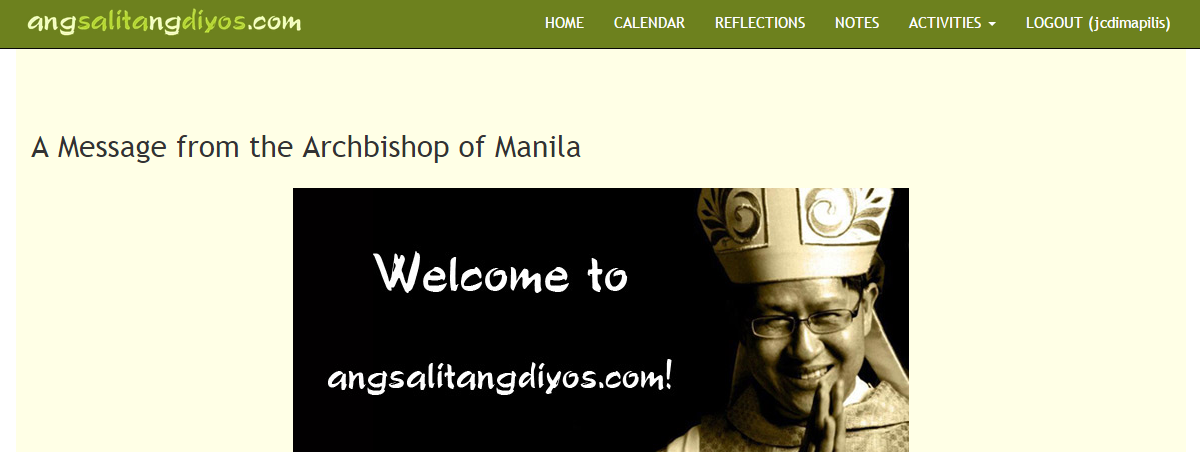 angsalitangdiyos.com HOME CALENDAR REFLECTIONS NOTES ACTIVITIES LOGOUT (jcdimapilis)
A Message from the Archbishop of Manila
Welcome to
angsalitangdiyos.com!